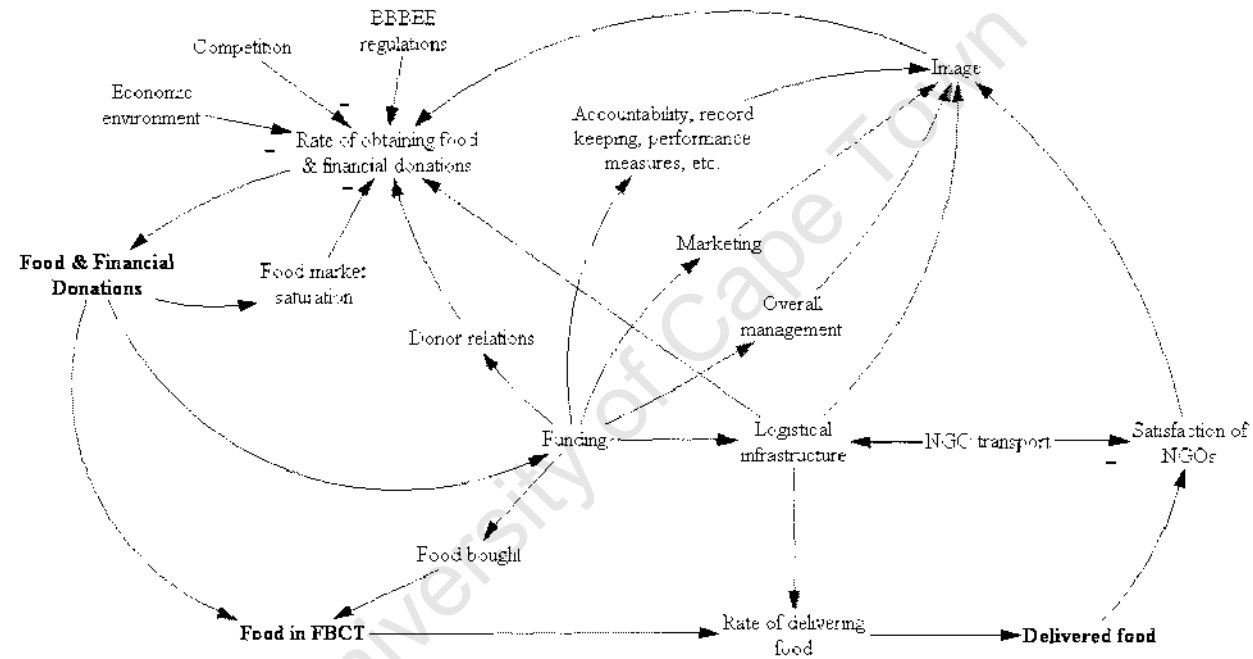 BBBEE
regulations
Competition
Image
Economic
environment
Accountability, record
keeping, performance
measures, etc.
Rate of obtaining food
& financial donations
Marketing
Food & Financial
Donations
Food market
saturation
Overall
management
Donor relations
Funding
Logistical
infrastructure
NGO transport
Satisfaction of
NGOs
Food bought
Food in FBCT
Rate of delivering
food
Delivered food
University of Cape Town